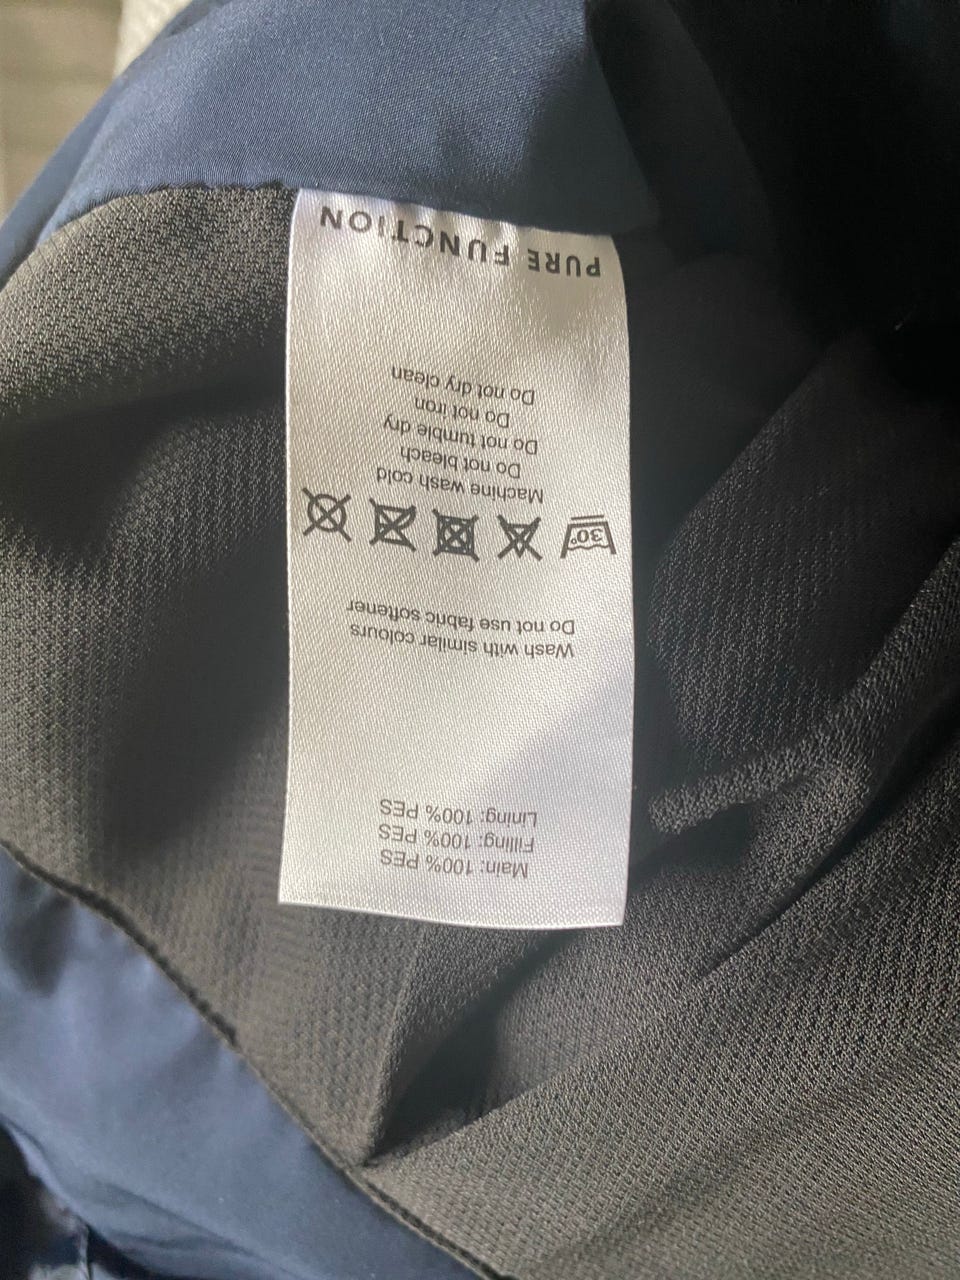 Main: 100% PES
Filling: 100% PES
Lining: 100% PES
Wash with similar colours
Do not use fabric softener
30°
Machine wash cold
Do not bleach
Do not tumble dry
Do not iron
Do not dry clean
PURE FUNCTION